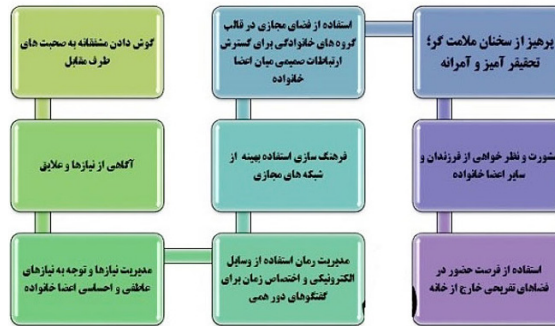 گوش دادن مشفقانه به صحبت های
طرف مقابل
آگاهی از نیازها و علایق
مدیریت نیازها و توجه به نیازهای
عاطفی و احساسی اعضا خانواده
مدیریت رمان استفاده از وسایل
الکترونیکی و اختصاص زمان برای
گفتگوهای دور همی
فرهنگ سازی استفاده بهینه از
شبکه های مجازی
استفاده از فضای مجازی در قالب
گروه های خانوادگی برای گسترش
ارتباطات صمیمی میان اعضا
خانواده
پرهیز از سخنان ملامت گر؛
تحقیقر آمیز و آمرانه
مشورت و نظر خواهی از فرزندان و
سایر اعضا خانواده
استفاده از فرصت حضور در
فضاهای تفریحی خارج از خانه